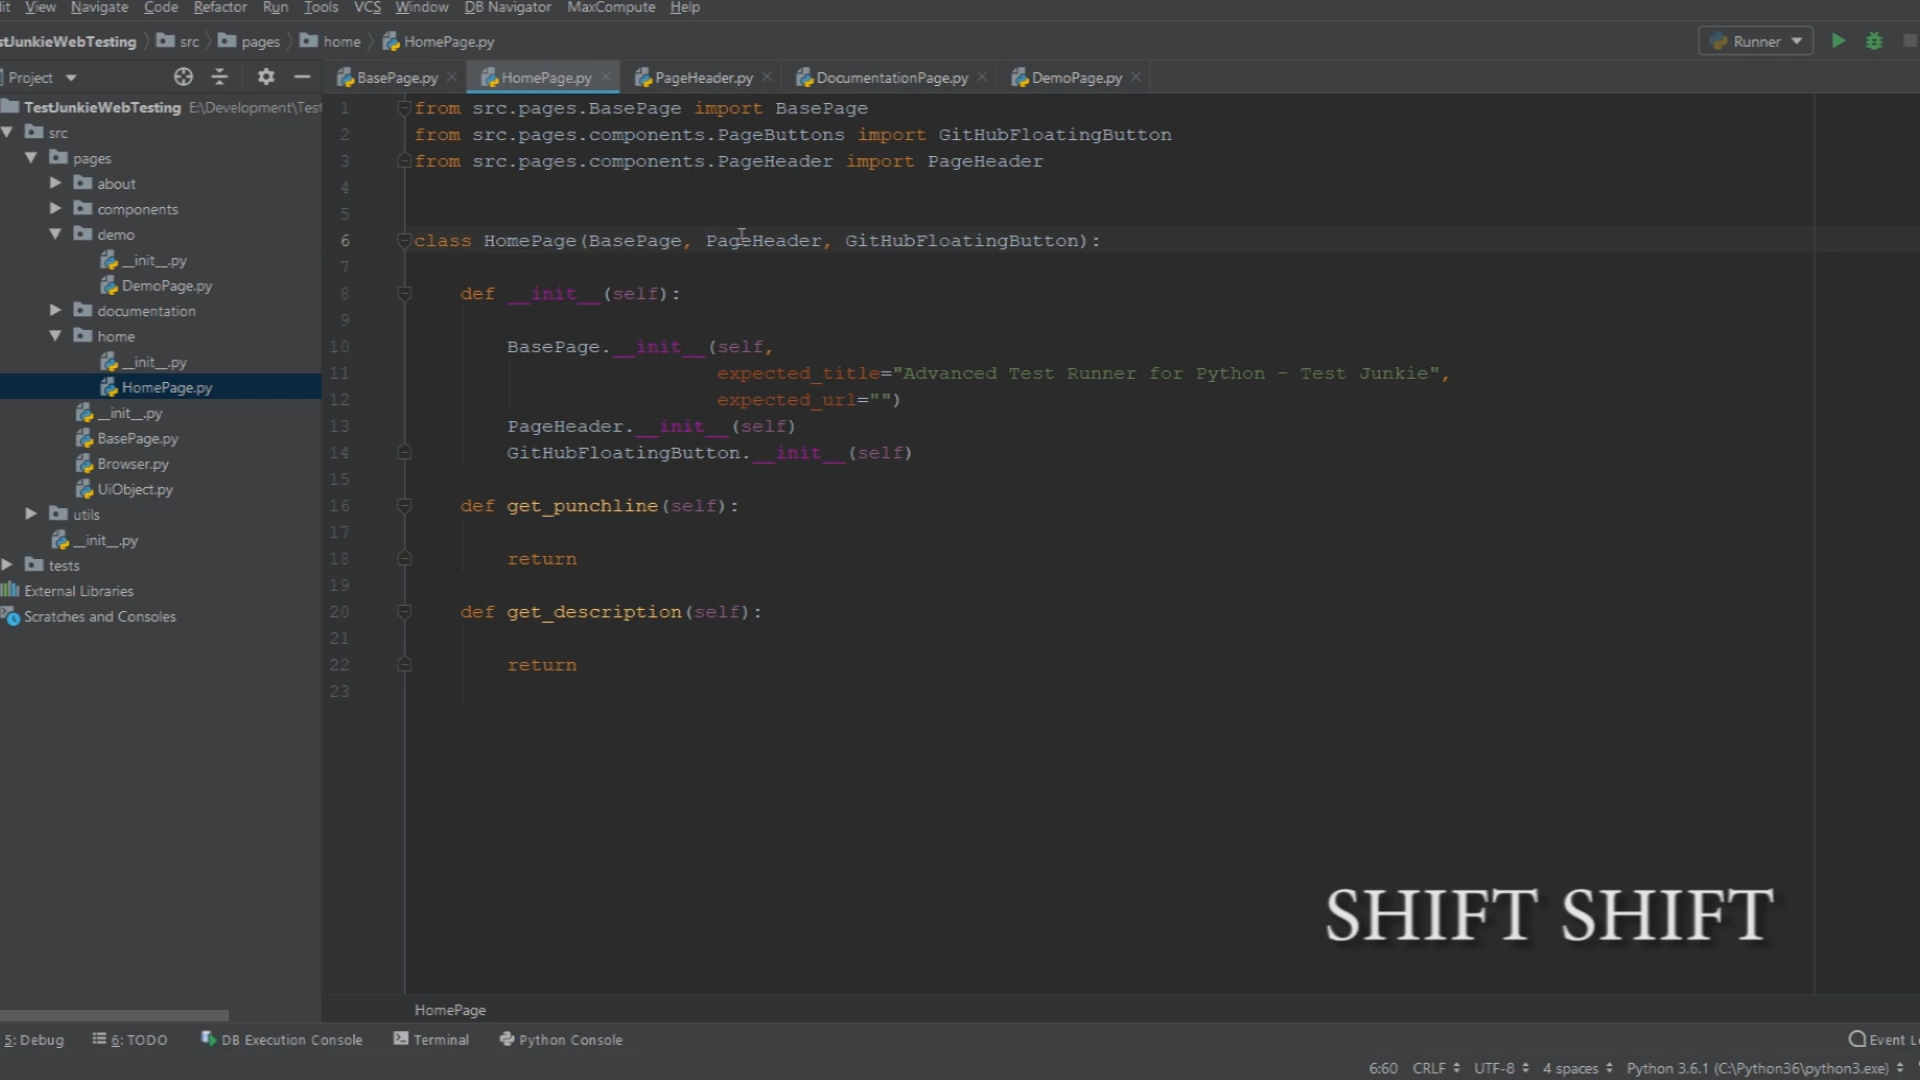 View Navigate Code Refactor Run Tools VCS Window DB Navigator MaxCompute Help
stJunkieWebTesting src pages home HomePage.py Runner
Project BasePage.py HomePage.py PageHeader.py DocumentationPage.py DemoPage.py
TestJunkieWebTesting E:\Development\Test
src
pages
about
components
demo
__init__.py
DemoPage.py
documentation
home
__init__.py
HomePage.py
__init__.py
BasePage.py
Browser.py
UiObject.py
utils
__init__.py
tests
External Libraries
Scratches and Consoles
1 from src.pages.BasePage import BasePage
2 from src.pages.components.PageButtons import GitHubFloatingButton
3 from src.pages.components.PageHeader import PageHeader
4
5
6 class HomePage(BasePage, PageHeader, GitHubFloatingButton):
7
8 def __init__(self):
9
10 BasePage.__init__(self,
11 expected_title="Advanced Test Runner for Python - Test Junkie",
12 expected_url="")
13 PageHeader.__init__(self)
14 GitHubFloatingButton.__init__(self)
15
16 def get_punchline(self):
17
18 return
19
20 def get_description(self):
21
22 return
23
SHIFT SHIFT
HomePage
5: Debug 6: TODO DB Execution Console Terminal Python Console Event Lo
6:60 CRLF UTF-8 4 spaces Python 3.6.1 (C:\Python36\python3.exe)